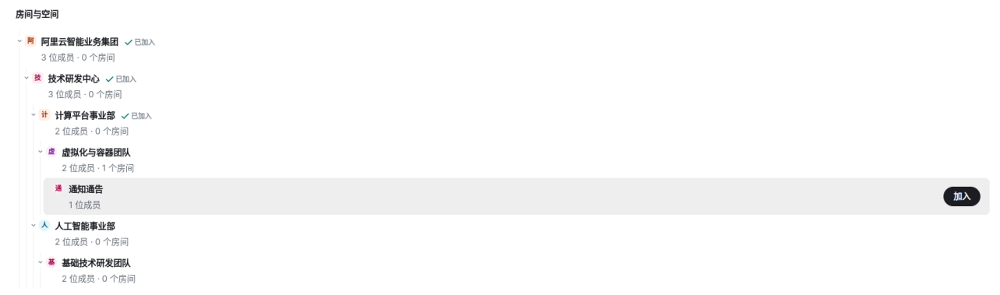 房间与空间
阿 阿里云智能业务集团 已加入
3 位成员 · 0 个房间
技 技术研发中心 已加入
3 位成员 · 0 个房间
计 计算平台事业部 已加入
2 位成员 · 0 个房间
虚 虚拟化与容器团队
2 位成员 · 1 个房间
通 通知通告
1 位成员
加入
人 人工智能事业部
2 位成员 · 0 个房间
基 基础技术研发团队
2 位成员 · 0 个房间